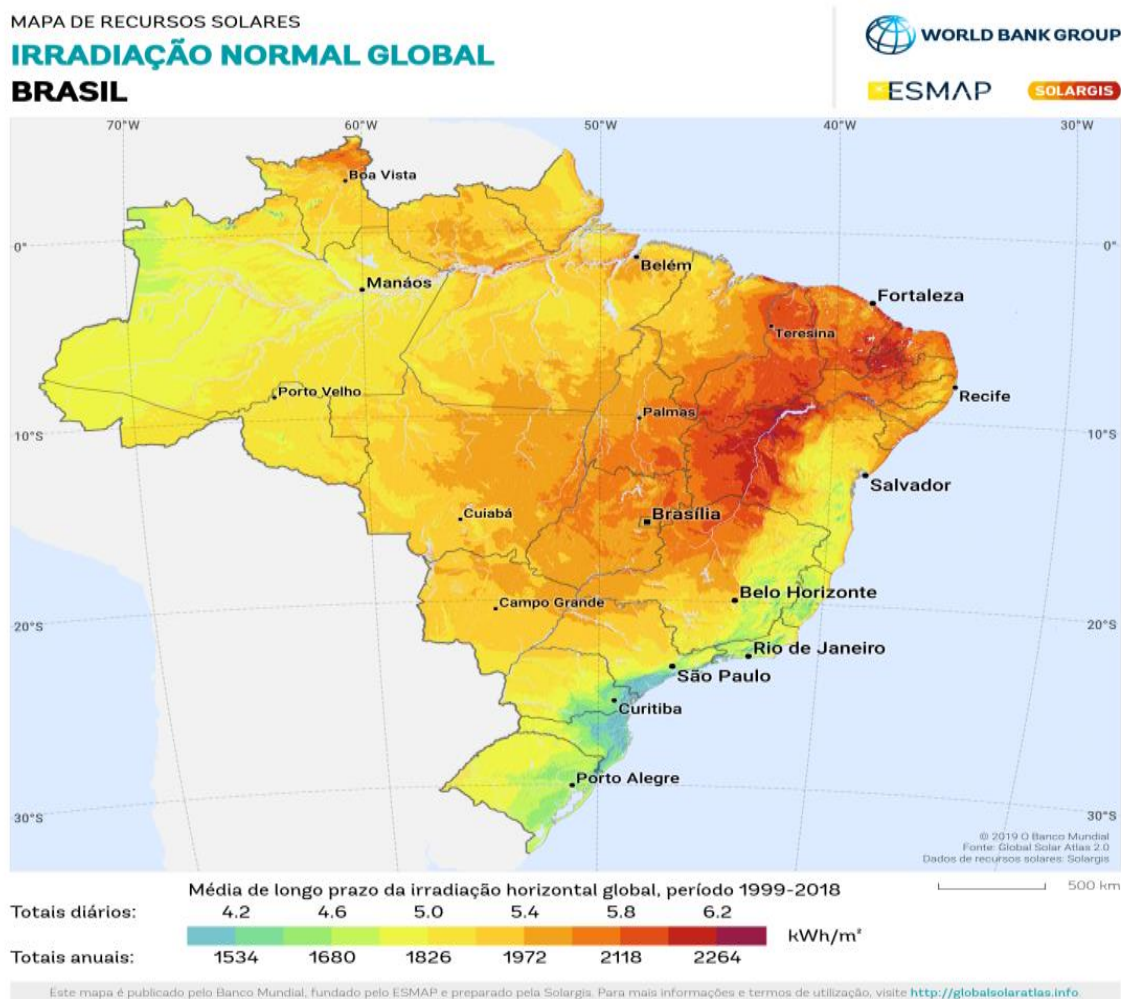 MAPA DE RECURSOS SOLARES
IRRADIAÇÃO NORMAL GLOBAL
BRASIL
WORLD BANK GROUP
ESMAP
SOLARGIS
70°W 60°W 50°W 40°W 30°W
Boa Vista
0° 0°
Belém
Manáos
Fortaleza
Teresina
Porto Velho
Recife
Palmas
10°S 10°S
Salvador
Cuiabá
Brasília
Belo Horizonte
Campo Grande
20°S 20°S
Rio de Janeiro
São Paulo
Curitiba
Porto Alegre
30°S 30°S
© 2019 O Banco Mundial
Fonte: Global Solar Atlas 2.0
Dados de recursos solares: Solargis
Média de longo prazo da irradiação horizontal global, período 1999-2018
500 km
Totais diários: 4.2 4.6 5.0 5.4 5.8 6.2
kWh/m²
Totais anuais: 1534 1680 1826 1972 2118 2264
Este mapa é publicado pelo Banco Mundial, fundado pelo ESMAP e preparado pela Solargis. Para mais informações e termos de utilização, visite http://globalsolaratlas.info.